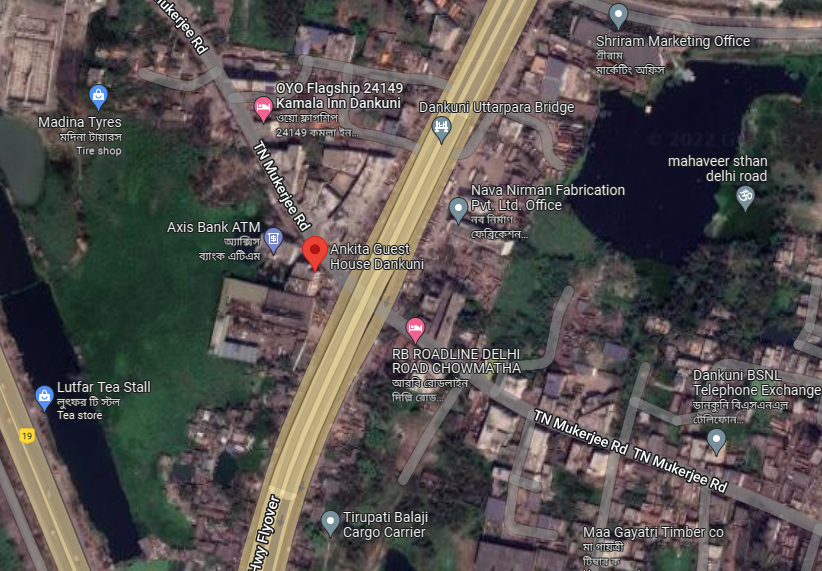 Mukerjee Rd
Shriram Marketing Office
শ্রীরাম
মার্কেটিং অফিস
OYO Flagship 24149
Kamala Inn Dankuni
ওয়ো ফ্লাগশিপ
24149 কমলা ইন...
Dankuni Uttarpara Bridge
Madina Tyres
মদিনা টায়ারস
Tire shop
TN Mukerjee Rd
mahaveer sthan
delhi road
Nava Nirman Fabrication
Pvt. Ltd. Office
নব নির্মাণ
ফেব্রিকেশন...
Axis Bank ATM
অ্যাক্সিস
ব্যাংক এটিএম
Ankita Guest
House Dankuni
RB ROADLINE DELHI
ROAD CHOWMATHA
আরবি রোডলাইন
দিল্লি রোড...
Dankuni BSNL
Telephone Exchange
ডানকুনি বিএসএনএল
টেলিফোন...
Lutfar Tea Stall
লুৎফর টি স্টল
Tea store
19
TN Mukerjee Rd
TN Mukerjee Rd
Hwy Flyover
Tirupati Balaji
Cargo Carrier
Maa Gayatri Timber co
মা গায়ত্রী
টিম্বার ক